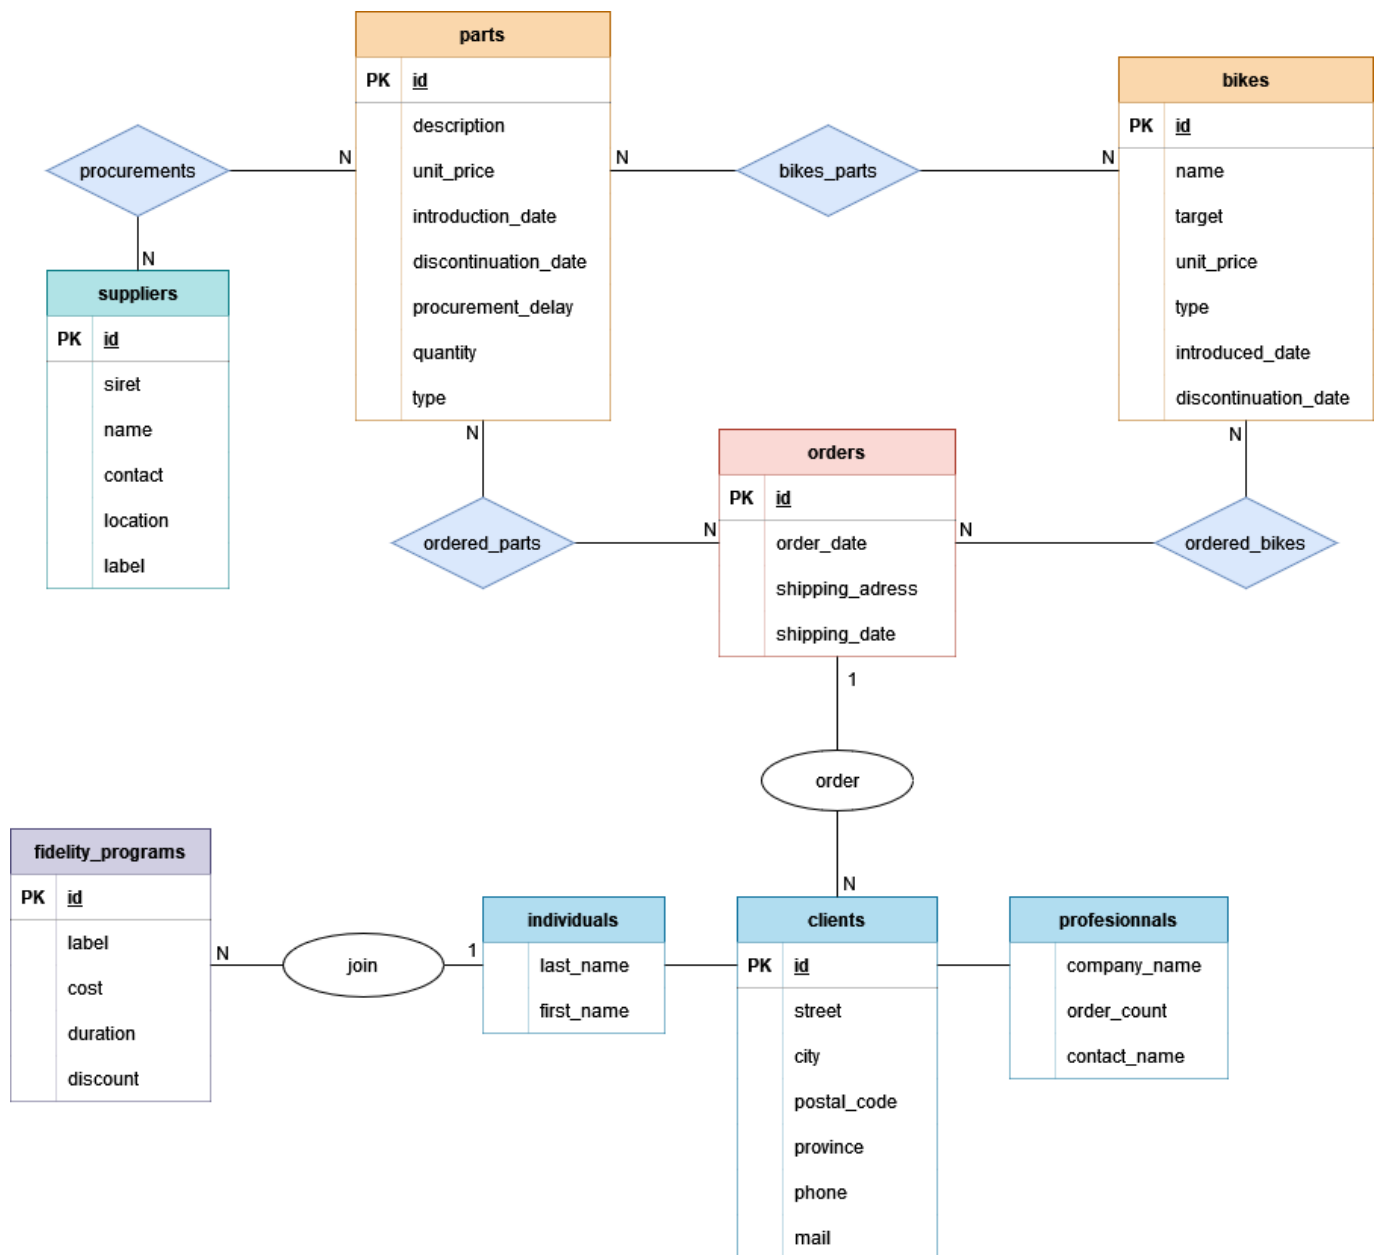 parts
PK id
description
unit_price
introduction_date
discontinuation_date
procurement_delay
quantity
type
bikes
PK id
name
target
unit_price
type
introduced_date
discontinuation_date
procurements
N
N
bikes_parts
N
N
suppliers
PK id
siret
name
contact
location
label
N
ordered_parts
N
orders
PK id
order_date
shipping_adress
shipping_date
N
ordered_bikes
N
1
order
N
fidelity_programs
PK id
label
cost
duration
discount
N
join
1
individuals
last_name
first_name
clients
PK id
street
city
postal_code
province
phone
mail
profesionnals
company_name
order_count
contact_name